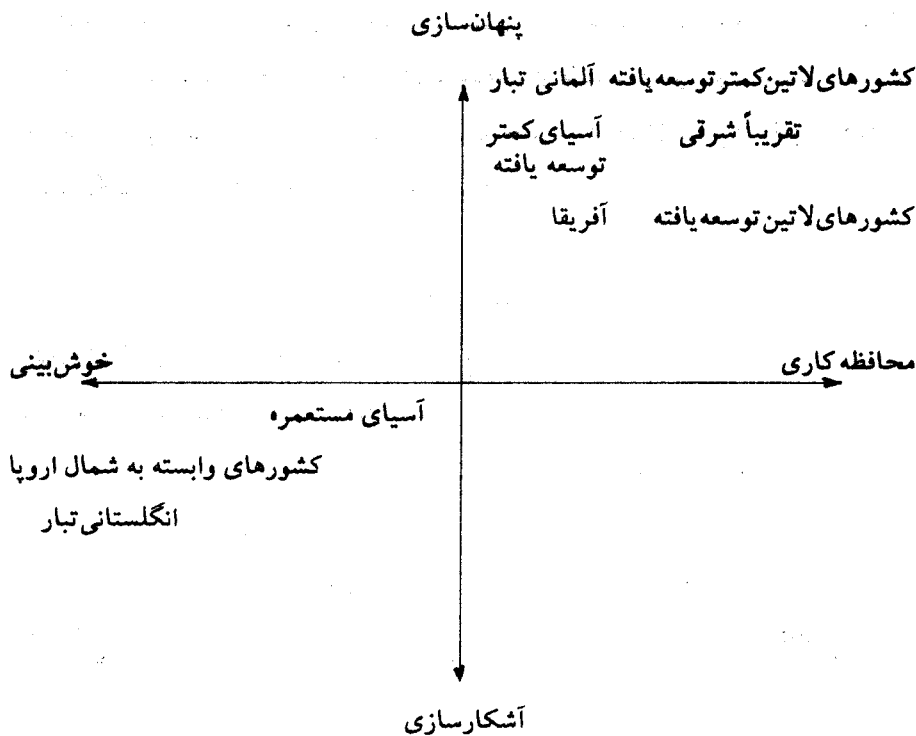 پنهان‌سازی
کشورهای لاتین کمتر توسعه یافته آلمانی تبار
تقریباً شرقی آسیای کمتر
توسعه یافته
کشورهای لاتین توسعه یافته آفریقا
محافظه کاری خوش‌بینی
آسیای مستعمره
کشورهای وابسته به شمال اروپا
انگلستانی تبار
آشکارسازی